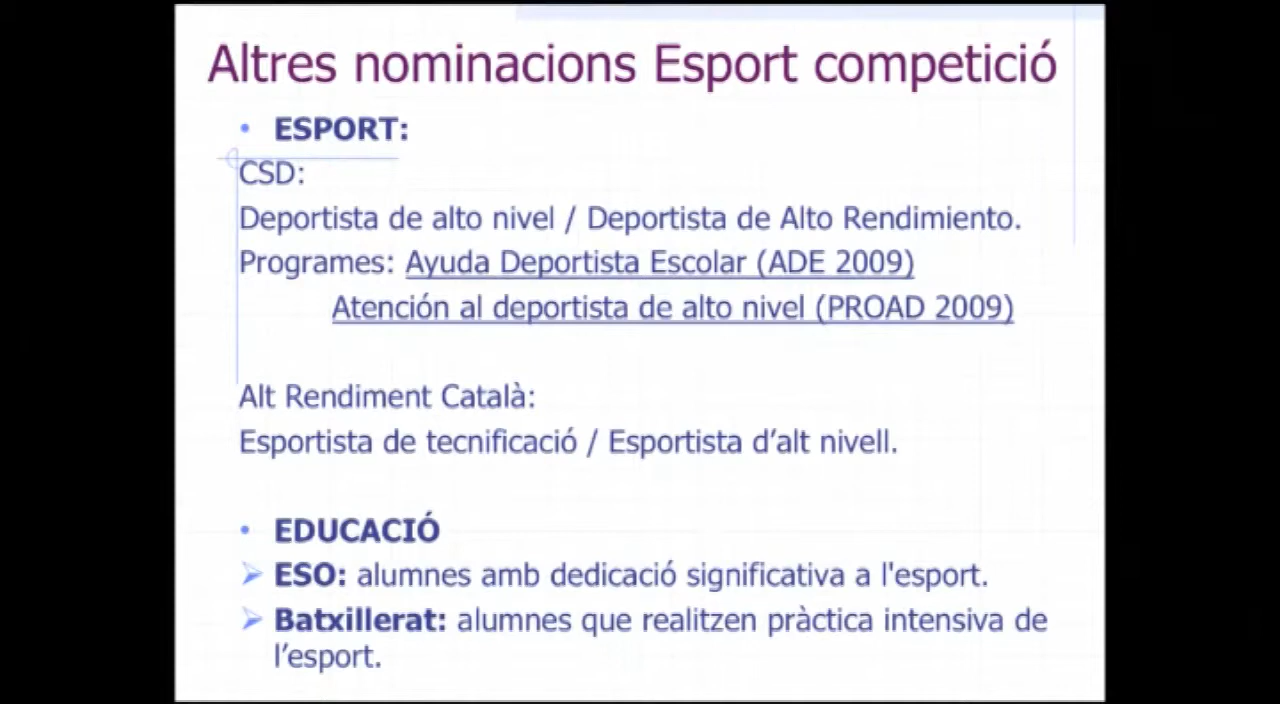 Altres nominacions Esport competició
• ESPORT:
CSD:
Deportista de alto nivel / Deportista de Alto Rendimiento.
Programes: Ayuda Deportista Escolar (ADE 2009)
Atención al deportista de alto nivel (PROAD 2009)
Alt Rendiment Català:
Esportista de tecnificació / Esportista d’alt nivell.
• EDUCACIÓ
➢ ESO: alumnes amb dedicació significativa a l'esport.
➢ Batxillerat: alumnes que realitzen pràctica intensiva de
l’esport.